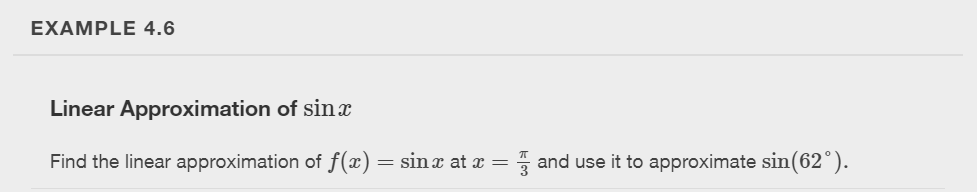 EXAMPLE 4.6
Linear Approximation of sin x
Find the linear approximation of f(x) = sin x at x = π/3 and use it to approximate sin(62°).